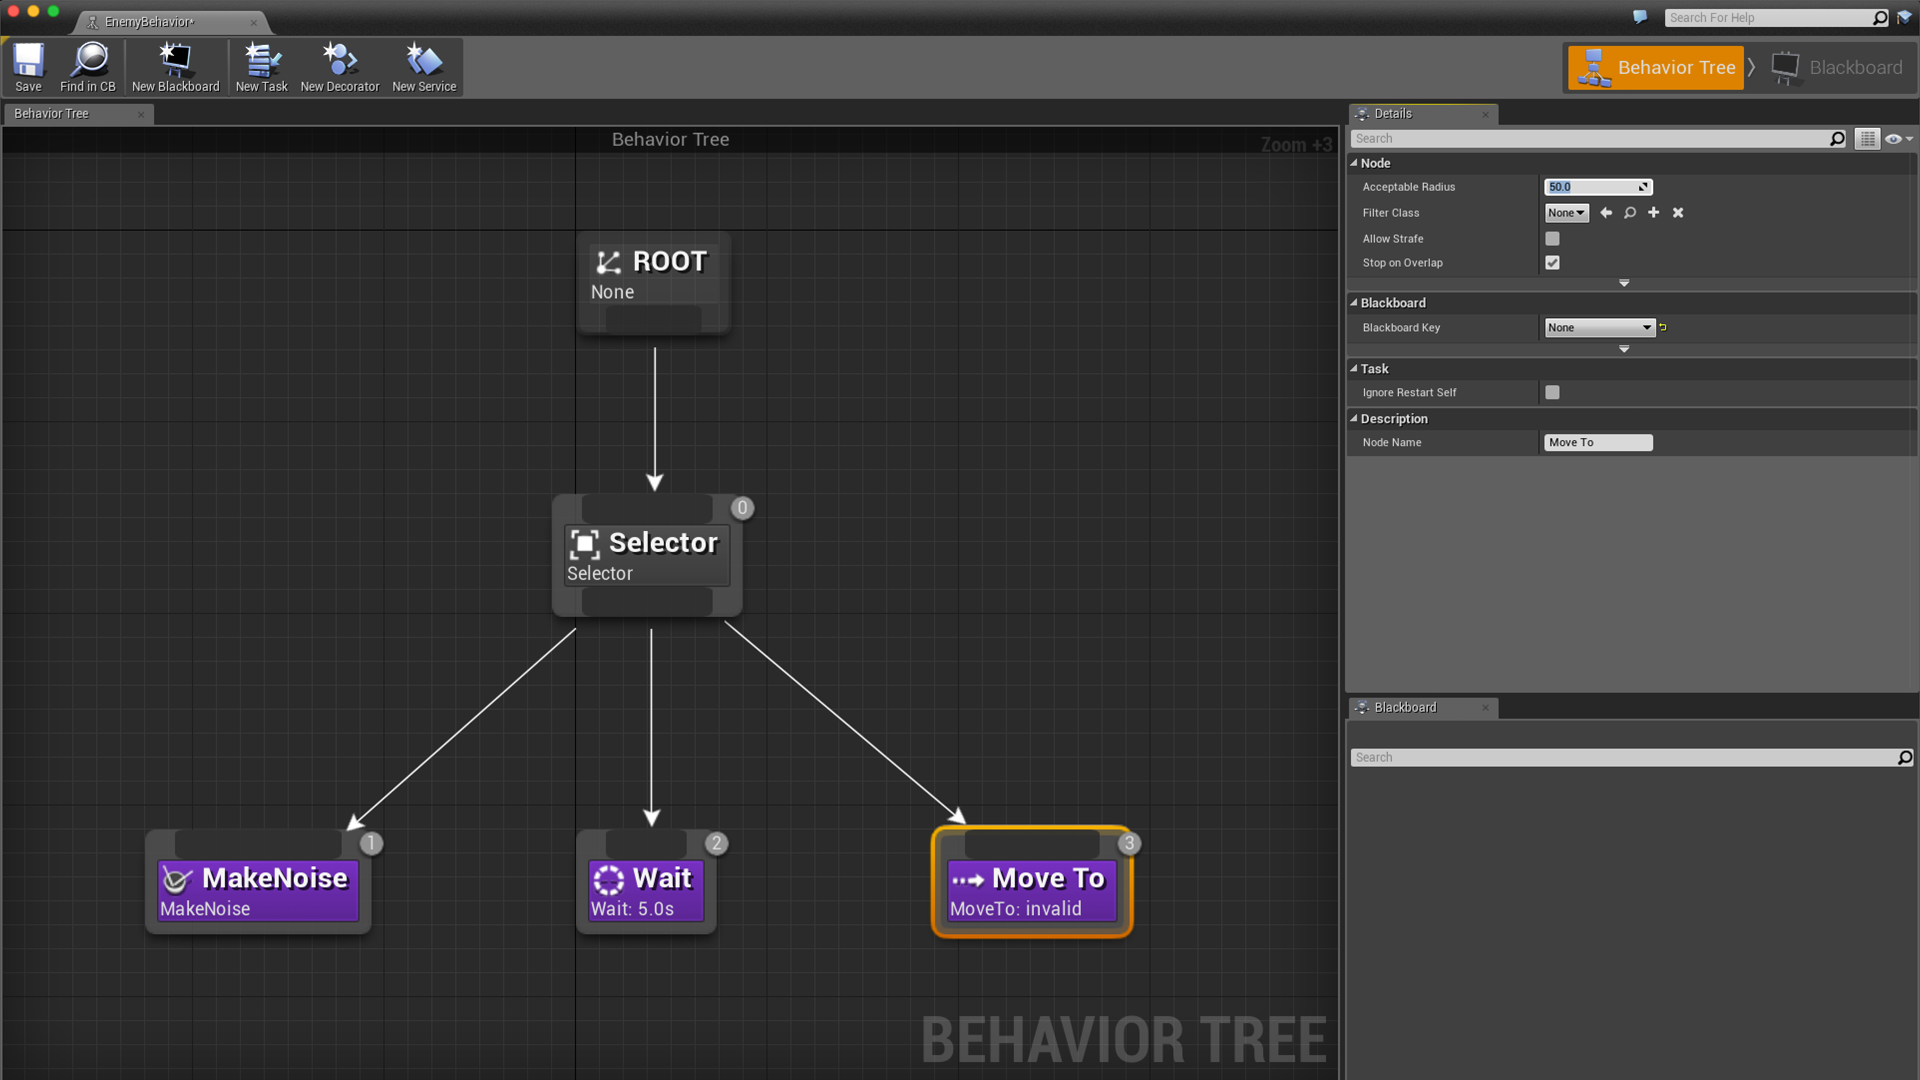 EnemyBehavior*
Search For Help
Save
Find in CB
New Blackboard
New Task
New Decorator
New Service
Behavior Tree
Blackboard
Behavior Tree
Behavior Tree
Zoom +3
ROOT
None
0
Selector
Selector
1
MakeNoise
MakeNoise
2
Wait
Wait: 5.0s
3
Move To
MoveTo: invalid
BEHAVIOR TREE
Details
Search
Node
Acceptable Radius
50.0
Filter Class
None
Allow Strafe
Stop on Overlap
Blackboard
Blackboard Key
None
Task
Ignore Restart Self
Description
Node Name
Move To
Blackboard
Search